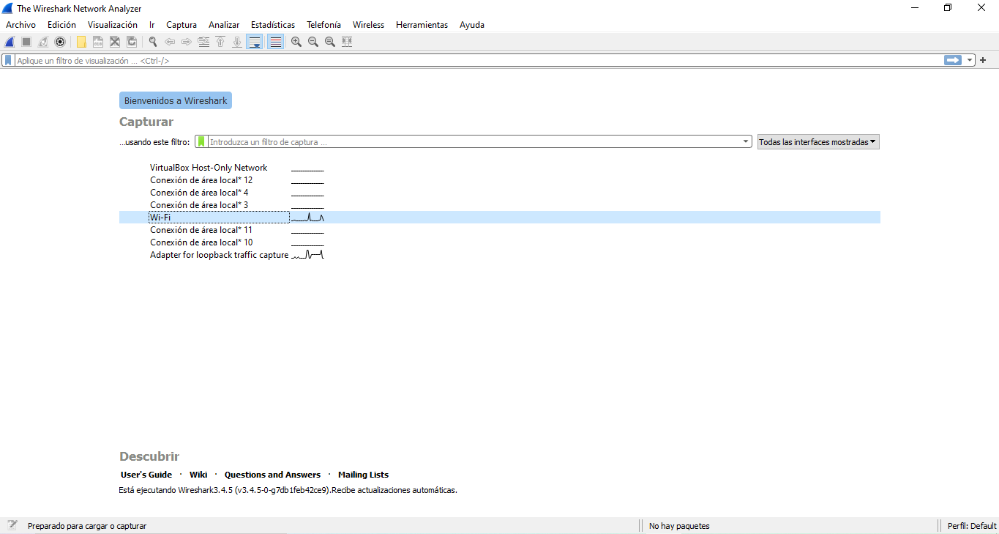 The Wireshark Network Analyzer
Archivo Edición Visualización Ir Captura Analizar Estadísticas Telefonía Wireless Herramientas Ayuda
Aplique un filtro de visualización ... <Ctrl-/>
Bienvenidos a Wireshark
Capturar
...usando este filtro: Introduzca un filtro de captura ... Todas las interfaces mostradas
VirtualBox Host-Only Network
Conexión de área local* 12
Conexión de área local* 4
Conexión de área local* 3
Wi-Fi
Conexión de área local* 11
Conexión de área local* 10
Adapter for loopback traffic capture
Descubrir
User's Guide · Wiki · Questions and Answers · Mailing Lists
Está ejecutando Wireshark3.4.5 (v3.4.5-0-g7db1feb42ce9).Recibe actualizaciones automáticas.
Preparado para cargar o capturar No hay paquetes Perfil: Default